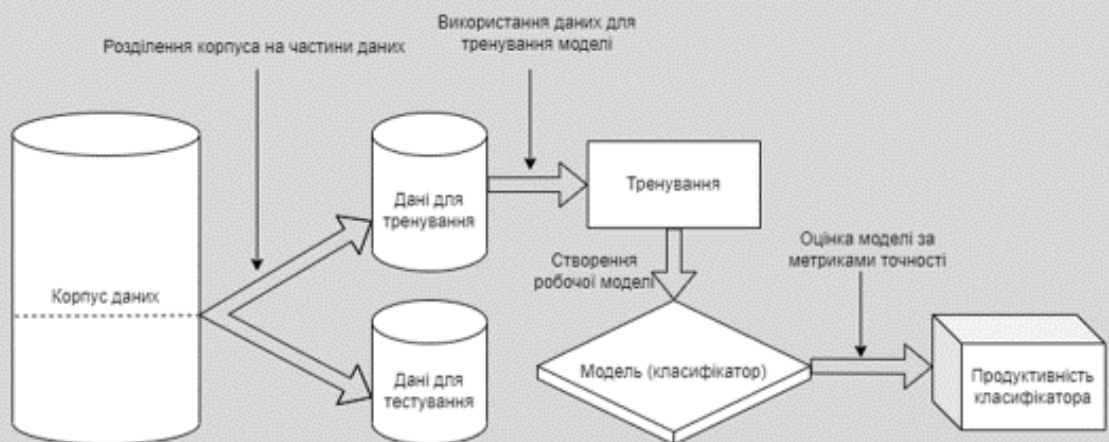 Використання даних для
тренування моделі
Розділення корпуса на частини даних
Дані для
тренування
Тренування
Оцінка моделі за
метриками точності
Створення
робочої моделі
Корпус даних
Модель (класифікатор)
Дані для
тестування
Продуктивність
класифікатора